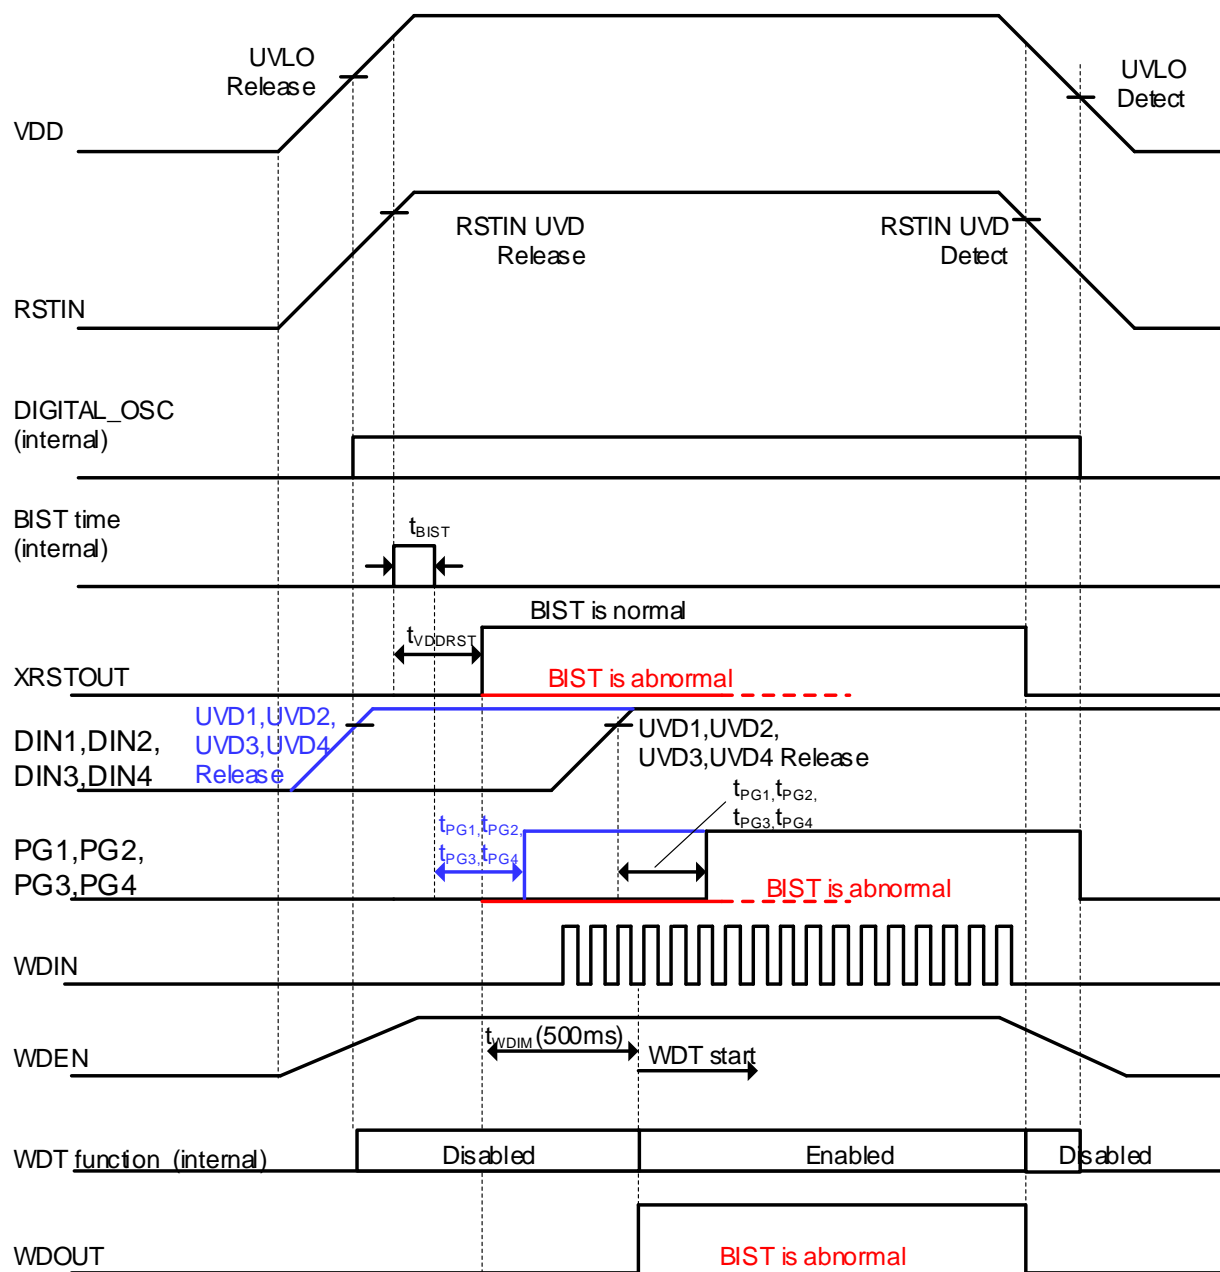 UVLO
Release
UVLO
Detect
VDD
RSTIN UVD
Release
RSTIN UVD
Detect
RSTIN
DIGITAL_OSC
(internal)
BIST time
(internal)
tBIST
BIST is normal
tVDDRST
XRSTOUT
BIST is abnormal
UVD1,UVD2,
UVD3,UVD4
Release
DIN1,DIN2,
DIN3,DIN4
UVD1,UVD2,
UVD3,UVD4 Release
tPG1,tPG2,
tPG3,tPG4
tPG1,tPG2,
tPG3,tPG4
PG1,PG2,
PG3,PG4
BIST is abnormal
WDIN
tWDIM(500ms)
WDEN
WDT start
WDT function (internal)
Disabled
Enabled
Disabled
WDOUT
BIST is abnormal